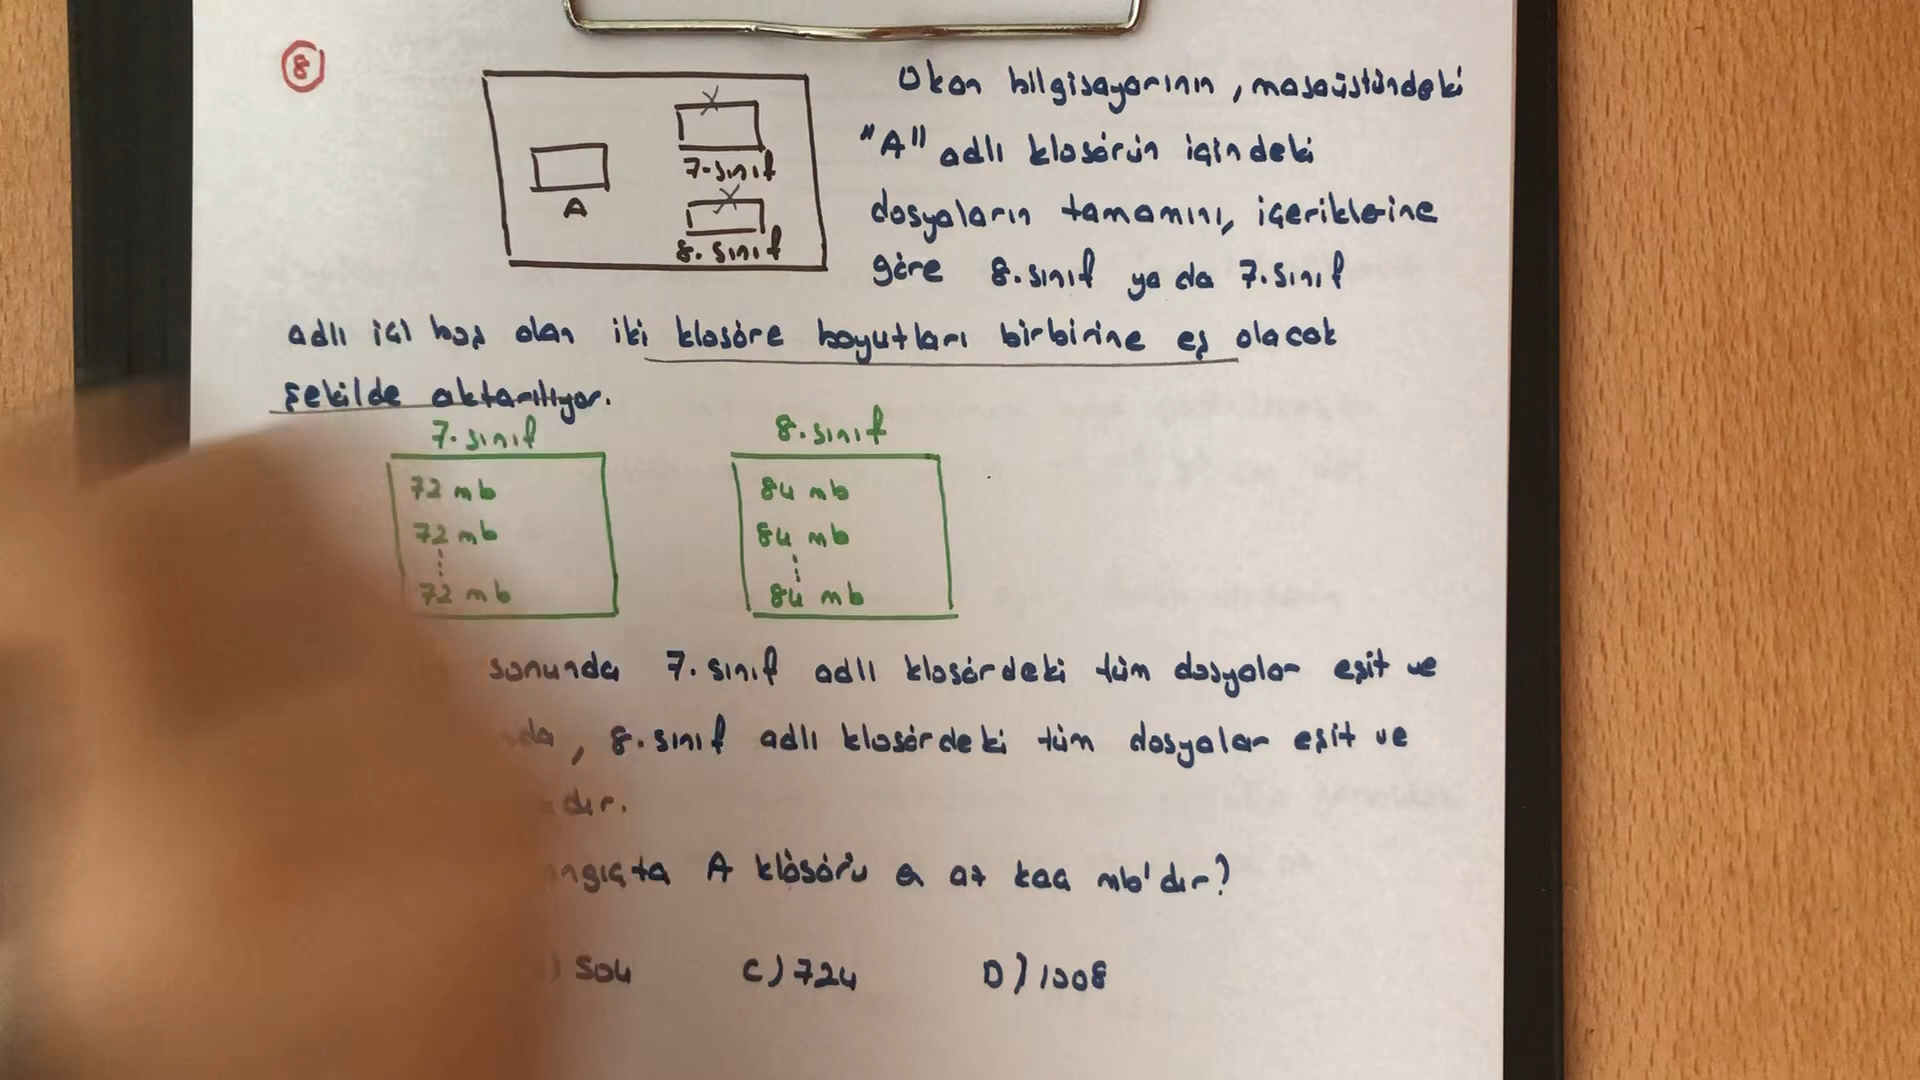 8
Okan bilgisayarının, masaüstündeki
"A" adlı klasörün içindeki
dosyaların tamamını, içeriklerine
göre 8.sınıf ya da 7.sınıf
A
7.sınıf
8.sınıf
adlı içi boş olan iki klasöre boyutları birbirine eş olacak
şekilde aktarılıyor.
7.sınıf
72 mb
72 mb
72 mb
8.sınıf
84 mb
84 mb
84 mb
sonunda 7.sınıf adlı klasördeki tüm dosyalar eşit ve
, 8.sınıf adlı klasördeki tüm dosyalar eşit ve
A klasörü en az kaç mb'dır?
) 504 C) 724 D) 1008